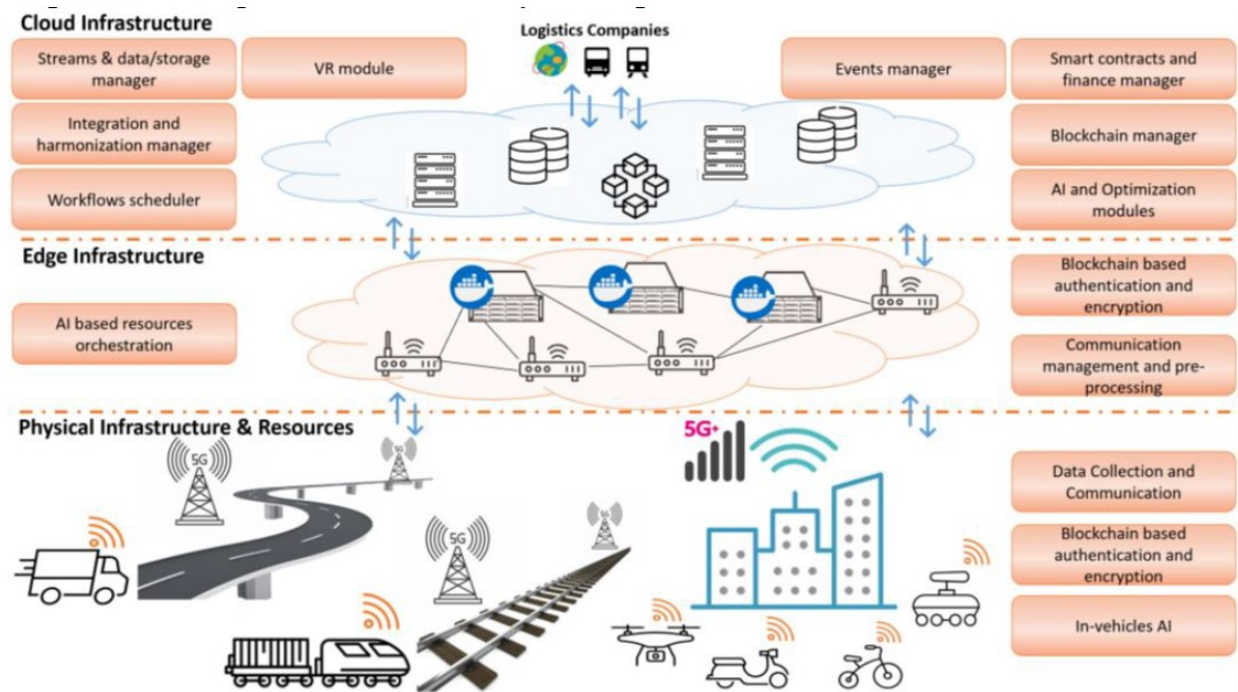 Cloud Infrastructure
Logistics Companies
Streams & data/storage
manager
VR module
Events manager
Smart contracts and
finance manager
Integration and
harmonization manager
Blockchain manager
Workflows scheduler
AI and Optimization
modules
Edge Infrastructure
Blockchain based
authentication and
encryption
AI based resources
orchestration
Communication
management and pre-
processing
Physical Infrastructure & Resources
5G
5G
5G+
Data Collection and
Communication
5G
5G
Blockchain based
authentication and
encryption
In-vehicles AI